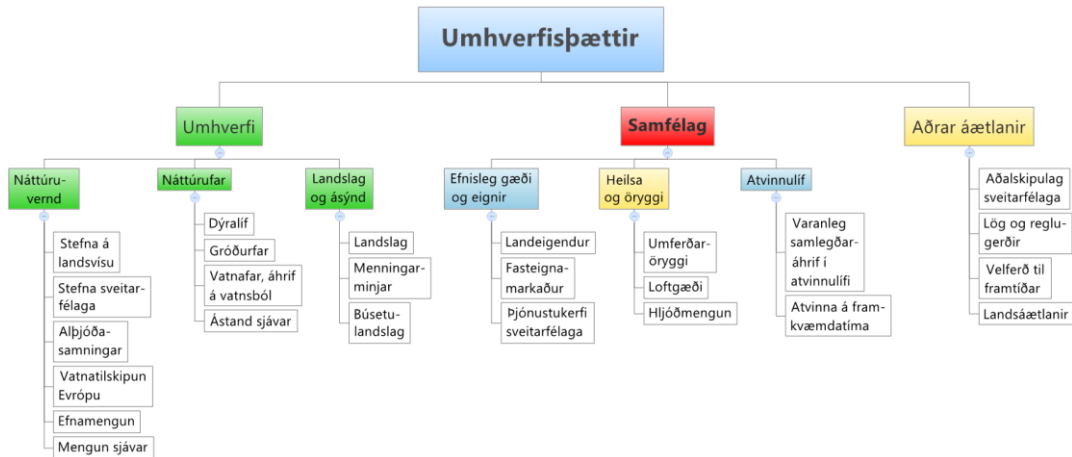 Umhverfisþættir
Umhverfi
Samfélag
Aðrar áætlanir
Náttúru-
vernd
Stefna á
landsvísu
Stefna sveitar-
félaga
Alþjóða-
samningar
Vatnatilskipun
Evrópu
Efnamengun
Mengun sjávar
Náttúrufar
Dýralíf
Gróðurfar
Vatnafar, áhrif
á vatnsból
Ástand sjávar
Landslag
og ásýnd
Landslag
Menningar-
minjar
Búsetu-
landslag
Efnisleg gæði
og eignir
Landeigendur
Fasteigna-
markaður
Þjónustukerfi
sveitarfélaga
Heilsa
og öryggi
Umferðar-
öryggi
Loftgæði
Hljóðmengun
Atvinnulíf
Varanleg
samlegðar-
áhrif í
atvinnulífi
Atvinna á fram-
kvæmdatíma
Aðalskipulag
sveitarfélaga
Lög og reglu-
gerðir
Velferð til
framtíðar
Landsáætlanir